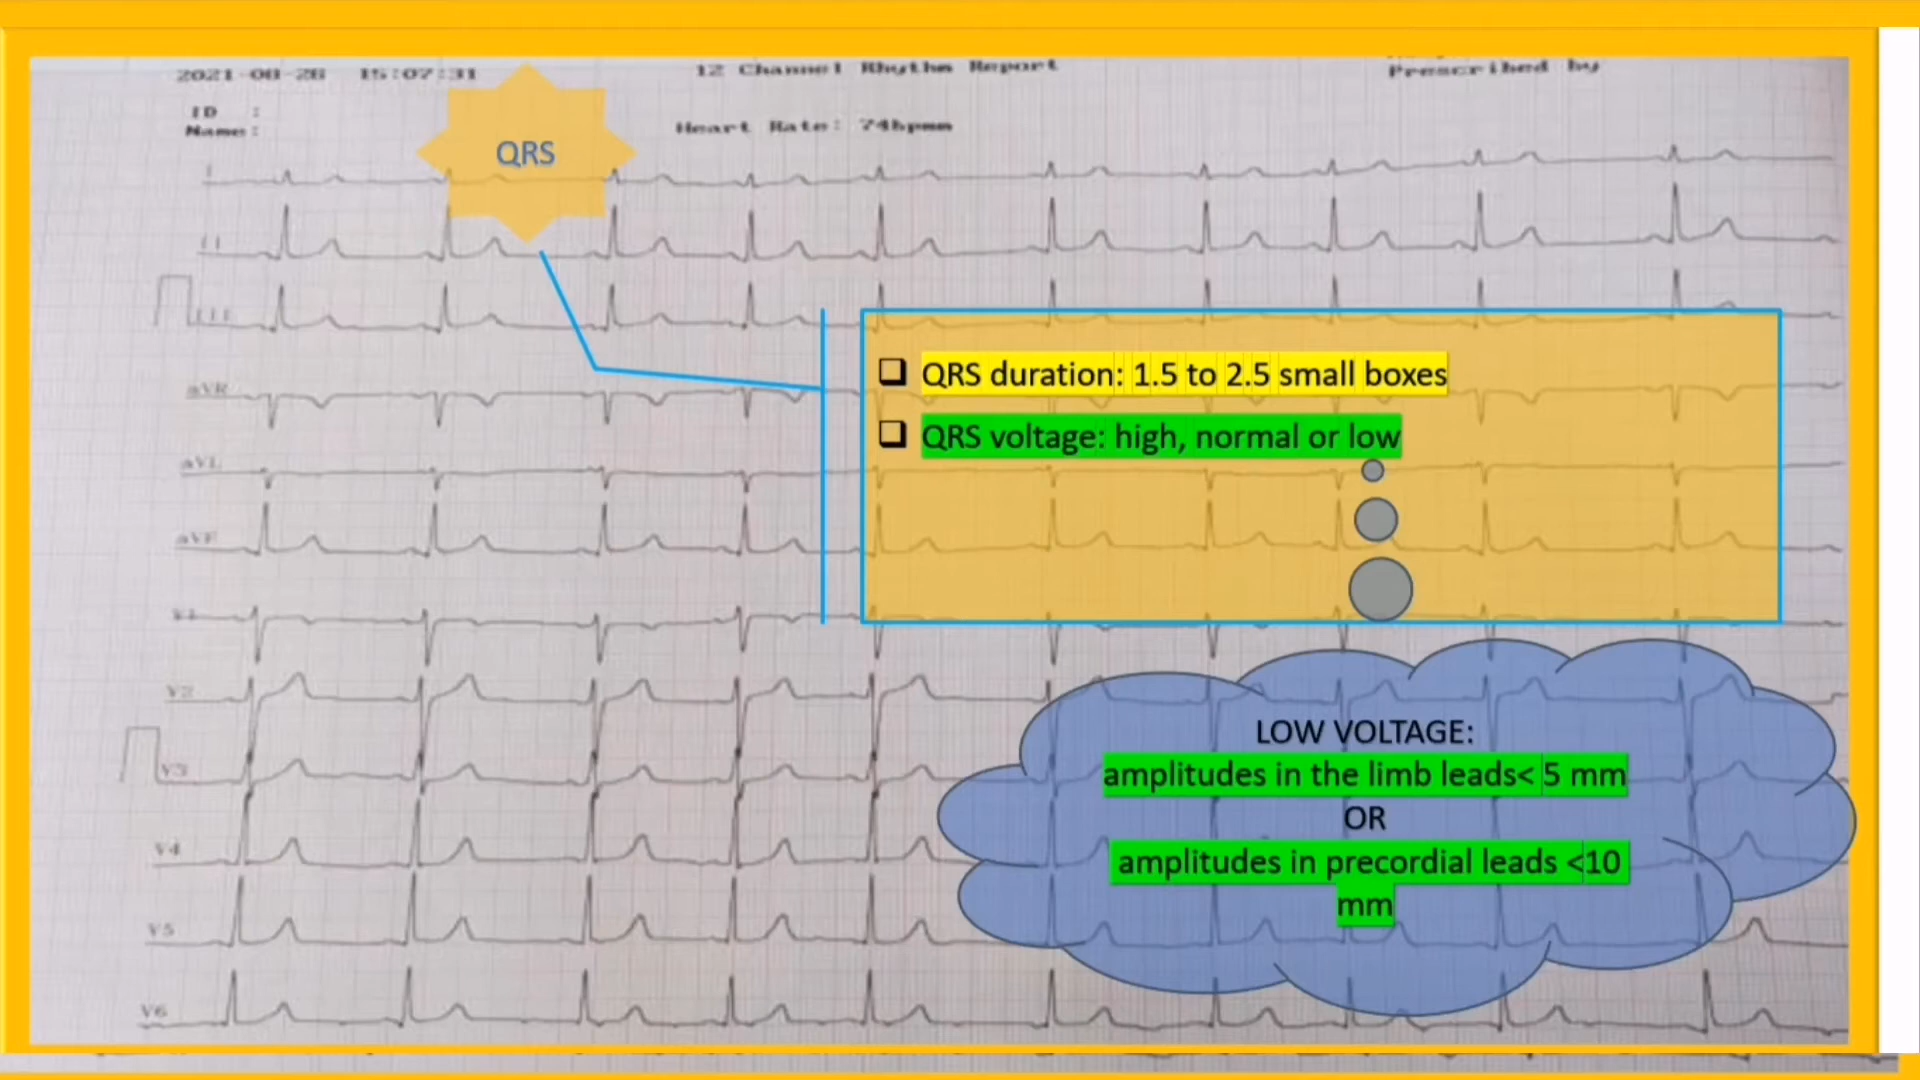 2021-08-28 15:07:31
12 Channel Rhythm Report
Prescribed by
ID :
Name:
Heart Rate: 74bpm
QRS
I
II
III
aVR
aVL
aVF
V1
V2
V3
V4
V5
V6
QRS duration: 1.5 to 2.5 small boxes
QRS voltage: high, normal or low
LOW VOLTAGE:
amplitudes in the limb leads< 5 mm
OR
amplitudes in precordial leads <10
mm